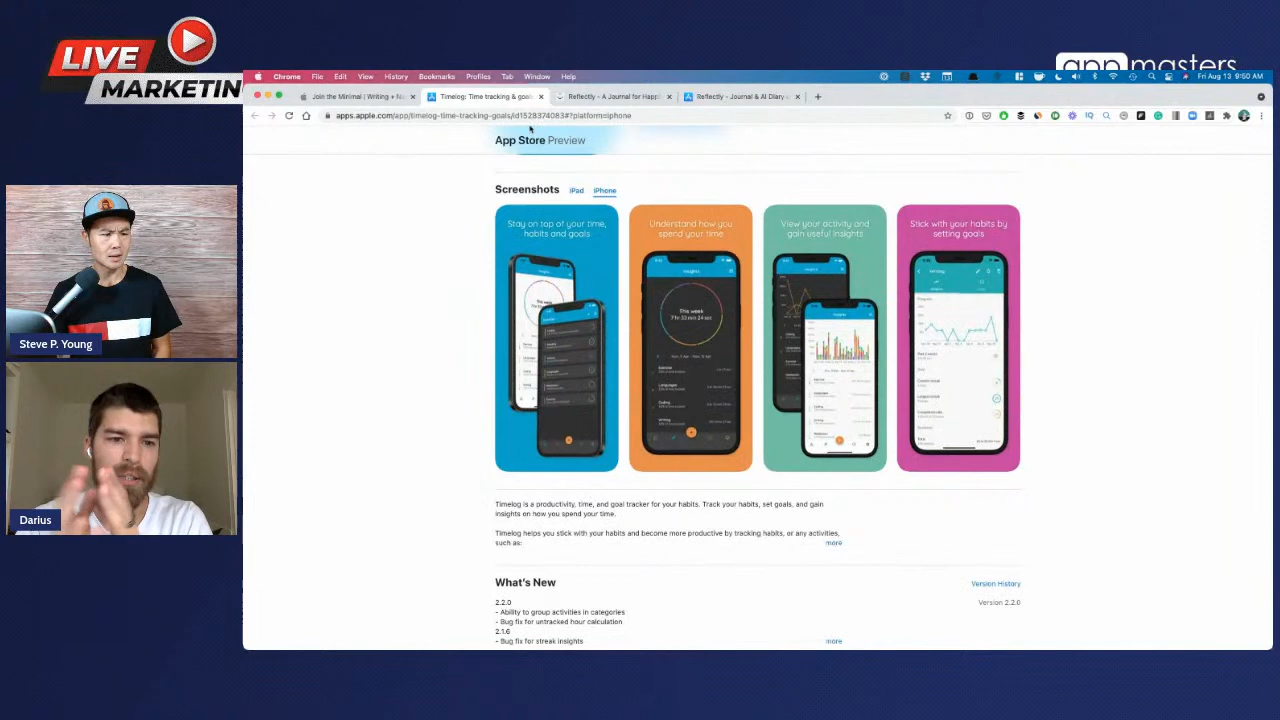 LIVE
MARKETIN
app masters
Chrome File Edit View History Bookmarks Profiles Tab Window Help
Fri Aug 13 9:50 AM
Join the Minimal | Writing + N
Timelog: Time tracking & goals
Reflectly - A Journal for Happi
Reflectly - Journal & AI Diary
apps.apple.com/app/timelog-time-tracking-goals/id1528374083#?platform=iphone
App Store Preview
Screenshots iPad iPhone
Stay on top of your time,
habits and goals
Understand how you
spend your time
View your activity and
gain useful insights
Stick with your habits by
setting goals
Insights
This week
Timelog is a productivity, time, and goal tracker for your habits. Track your habits, set goals, and gain
insights on how you spend your time.
Timelog helps you stick with your habits and become more productive by tracking habits, or any activities,
such as:
more
What's New
Version History
2.2.0
Version 2.2.0
- Ability to group activities in categories
- Bug fix for untracked hour calculation
2.1.6
- Bug fix for streak insights
more
Steve P. Young
Darius